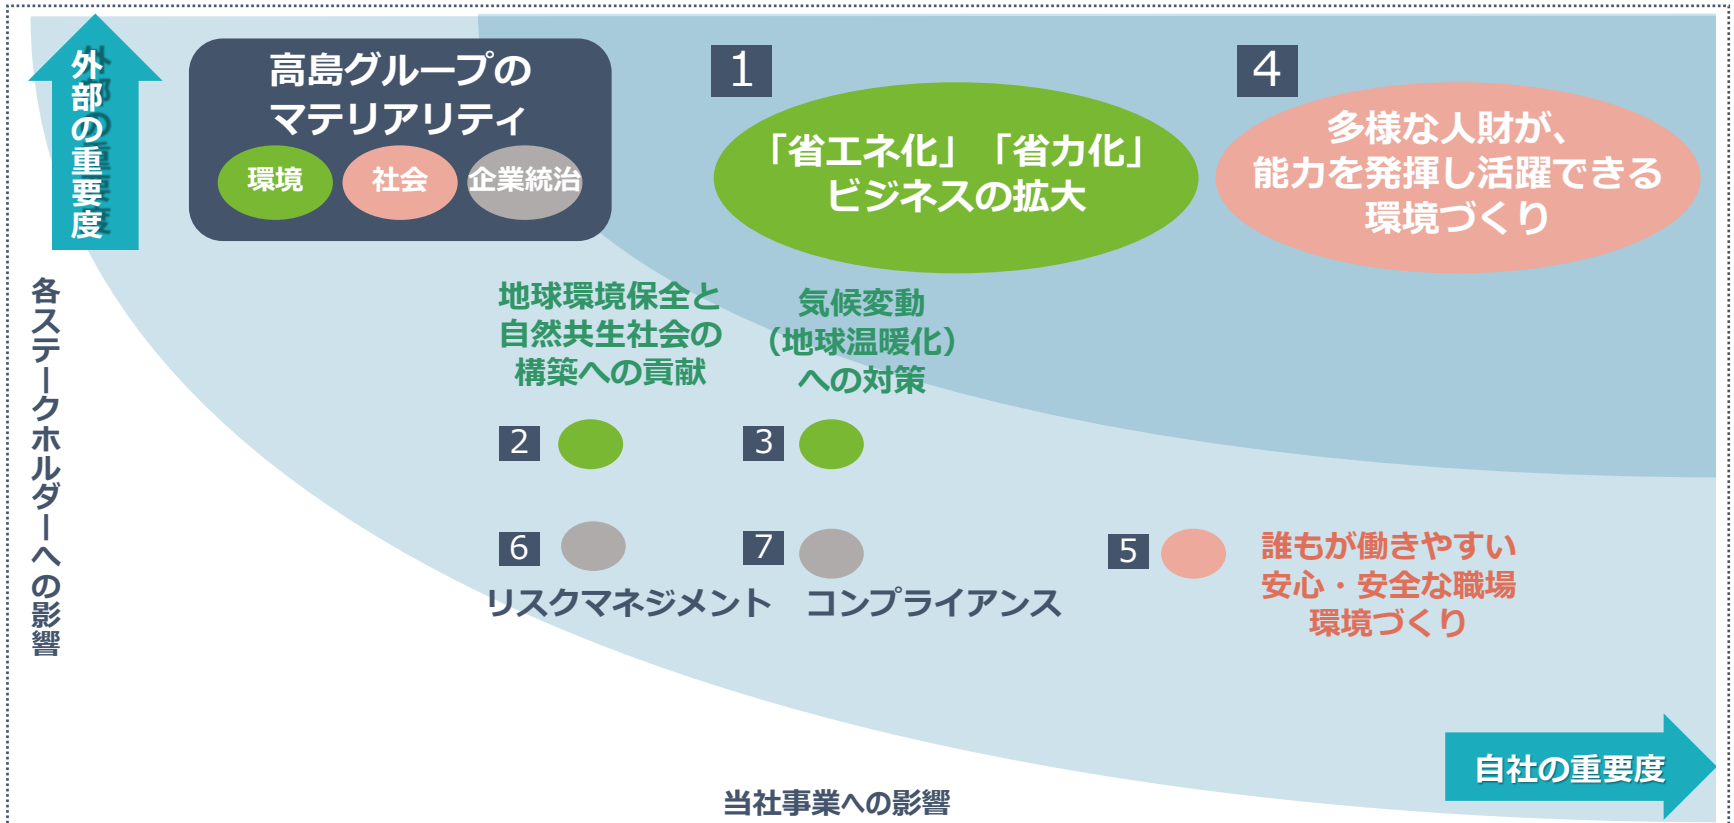 外部の重要度
高島グループの
マテリアリティ
環境
社会
企業統治
1
「省エネ化」「省力化」
ビジネスの拡大
4
多様な人財が、
能力を発揮し活躍できる
環境づくり
各ステークホルダーへの影響
地球環境保全と
自然共生社会の
構築への貢献
2
気候変動
（地球温暖化）
への対策
3
6
リスクマネジメント
7
コンプライアンス
5
誰もが働きやすい
安心・安全な職場
環境づくり
自社の重要度
当社事業への影響